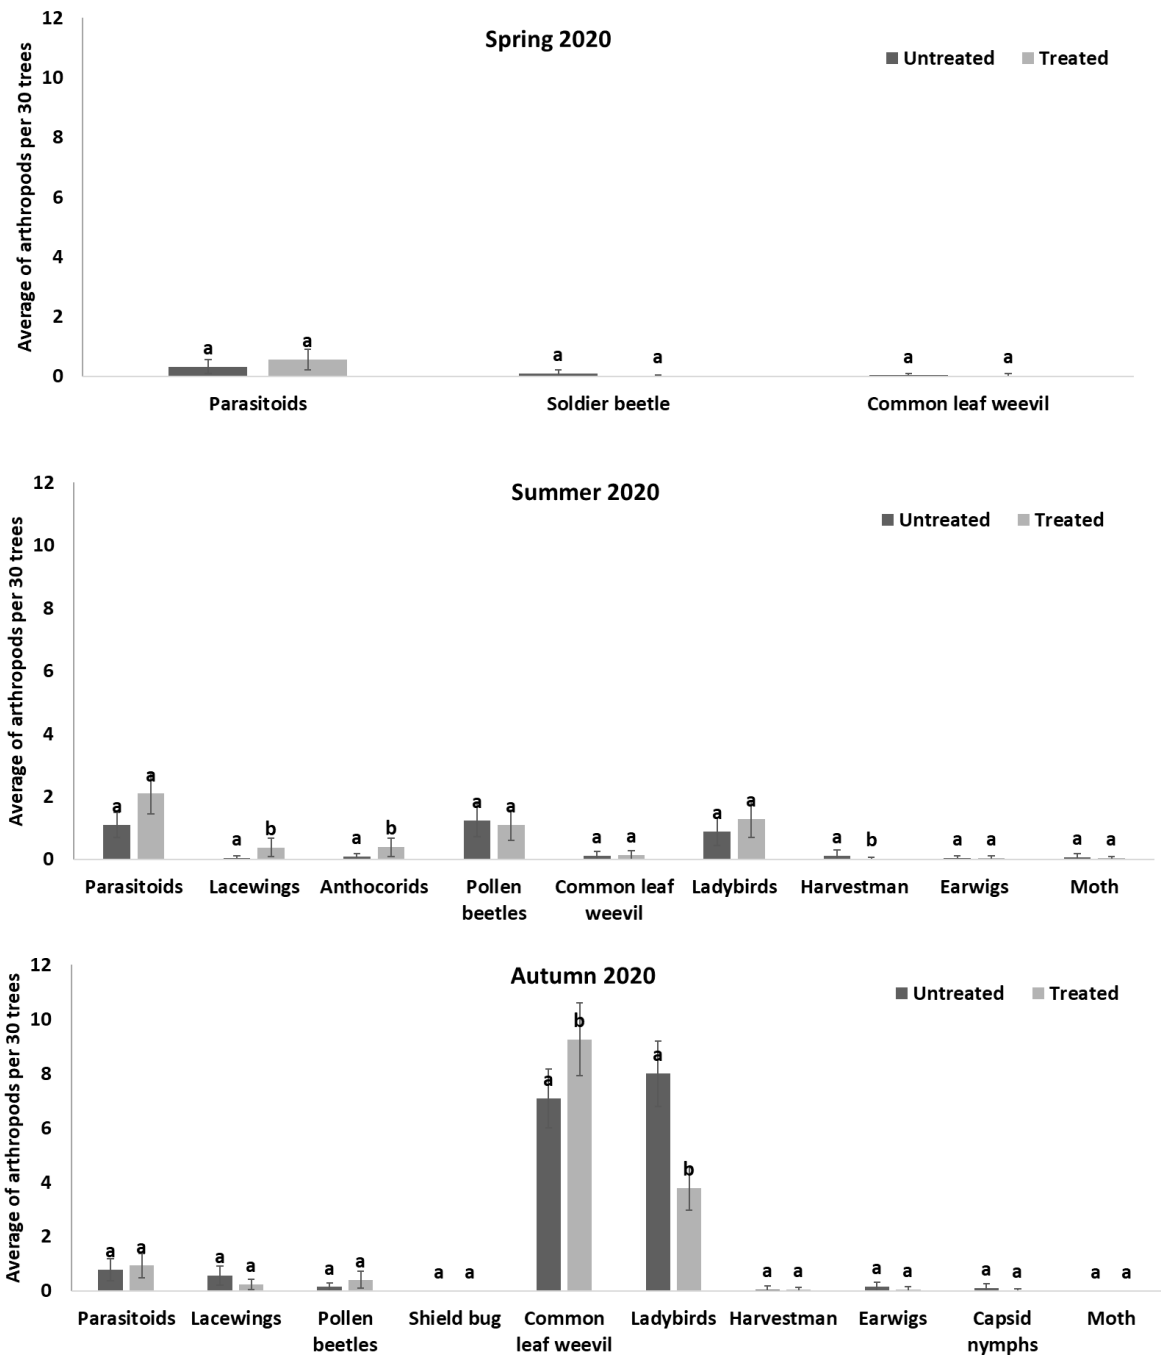 Spring 2020
Untreated Treated
Average of arthropods per 30 trees
12
10
8
6
4
2
0
a a a a a a
Parasitoids Soldier beetle Common leaf weevil
Summer 2020
Untreated Treated
Average of arthropods per 30 trees
12
10
8
6
4
2
0
a a a b a b a a a a a a a b a a a a
Parasitoids Lacewings Anthocorids Pollen Common leaf Ladybirds Harvestman Earwigs Moth
beetles weevil
Autumn 2020
Untreated Treated
Average of arthropods per 30 trees
12
10
8
6
4
2
0
a a a a a a a a a b a b a a a a a a a a
Parasitoids Lacewings Pollen Shield bug Common Ladybirds Harvestman Earwigs Capsid Moth
beetles leaf weevil nymphs